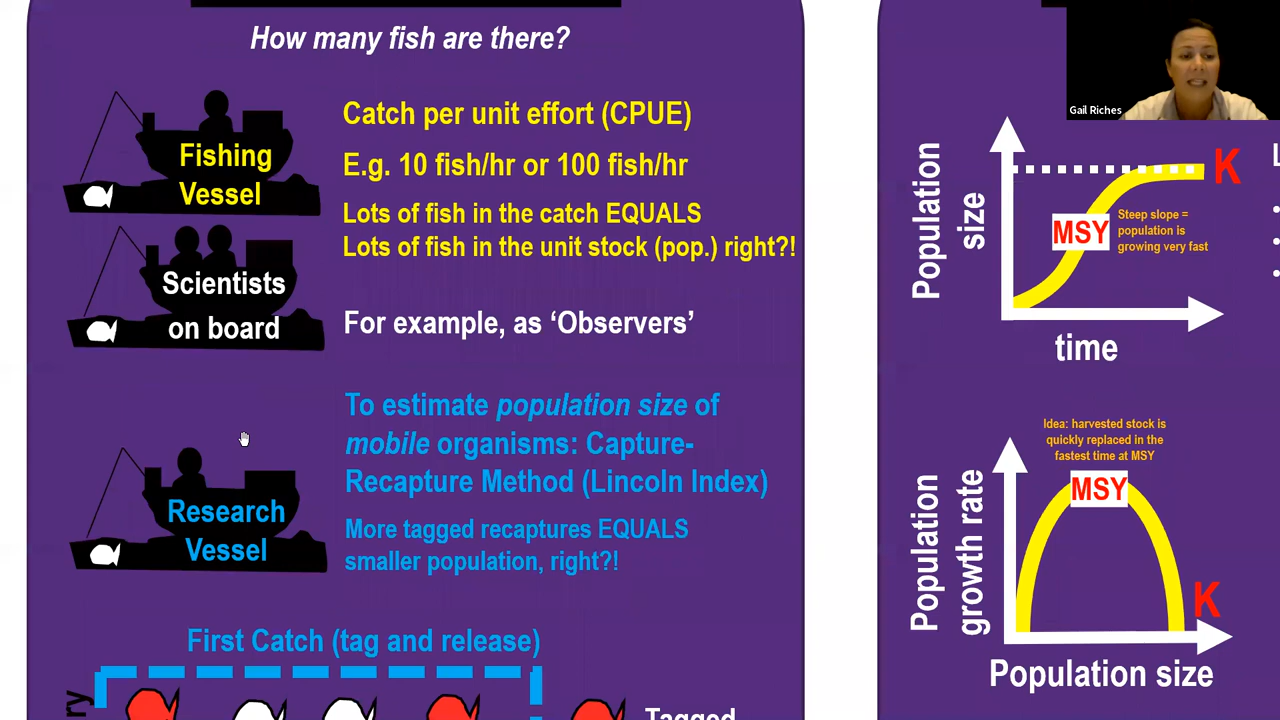 How many fish are there?
Fishing
Vessel
Catch per unit effort (CPUE)
E.g. 10 fish/hr or 100 fish/hr
Lots of fish in the catch EQUALS
Lots of fish in the unit stock (pop.) right?!
Scientists
on board
For example, as ‘Observers’
Research
Vessel
To estimate population size of
mobile organisms: Capture-
Recapture Method (Lincoln Index)
More tagged recaptures EQUALS
smaller population, right?!
First Catch (tag and release)
Tagged
Gail Riches
Population
size
K
MSY
Steep slope =
population is
growing very fast
time
Idea: harvested stock is
quickly replaced in the
fastest time at MSY
MSY
Population
growth rate
K
Population size